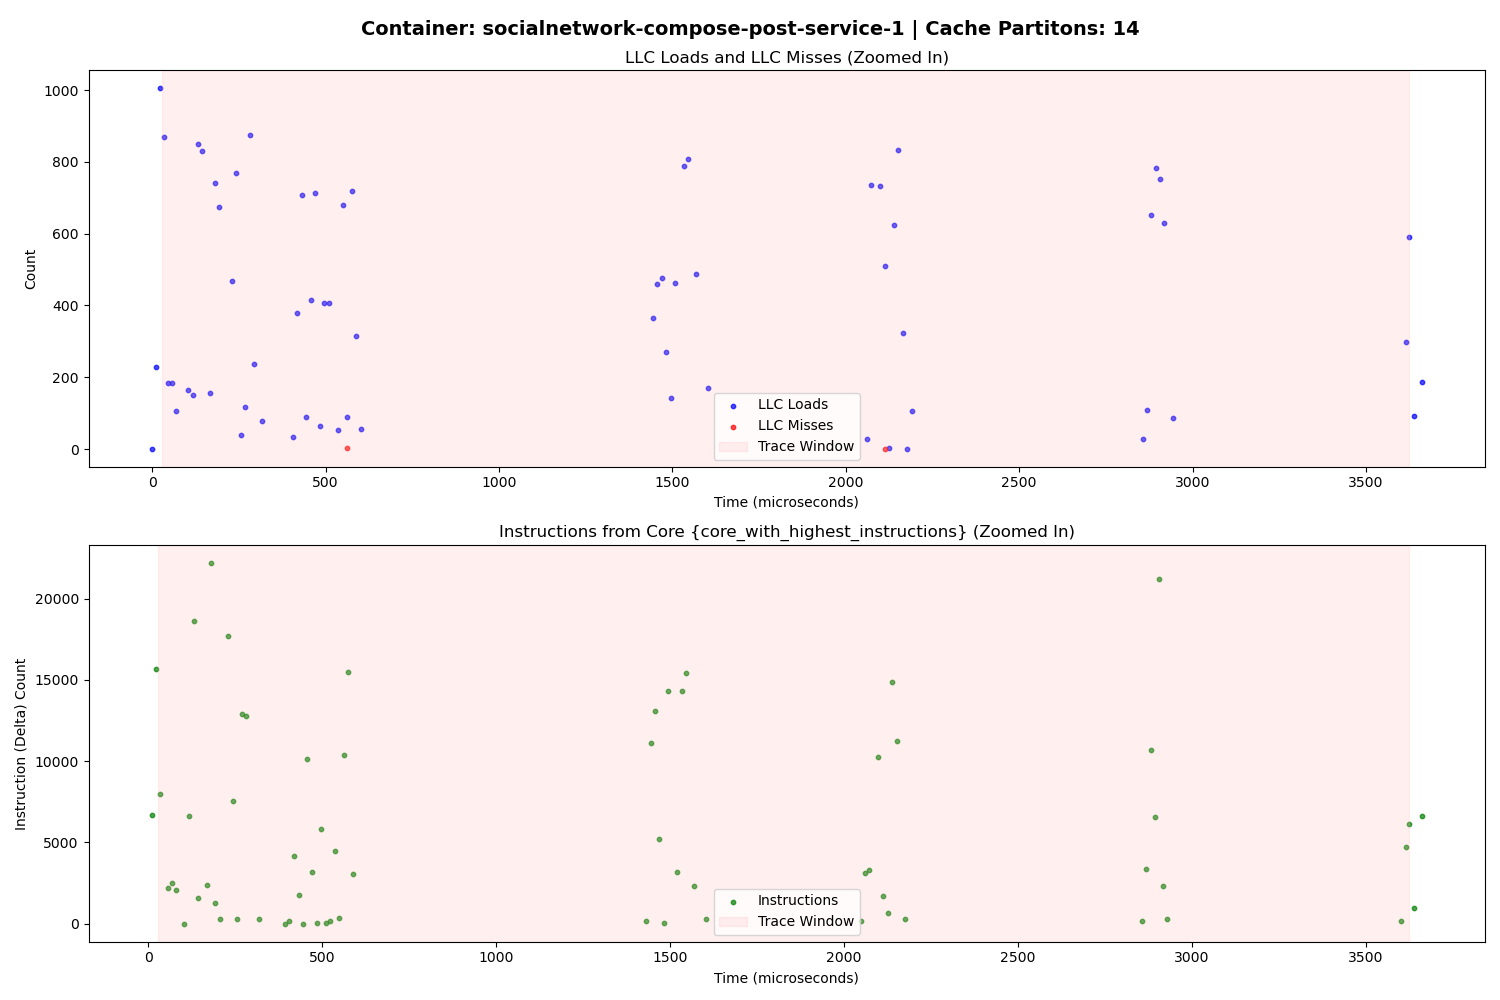 Container: socialnetwork-compose-post-service-1 | Cache Partitons: 14
LLC Loads and LLC Misses (Zoomed In)
Count
1000
800
600
400
200
0
LLC Loads
LLC Misses
Trace Window
0 500 1000 1500 2000 2500 3000 3500
Time (microseconds)
Instructions from Core {core_with_highest_instructions} (Zoomed In)
Instruction (Delta) Count
20000
15000
10000
5000
0
Instructions
Trace Window
0 500 1000 1500 2000 2500 3000 3500
Time (microseconds)